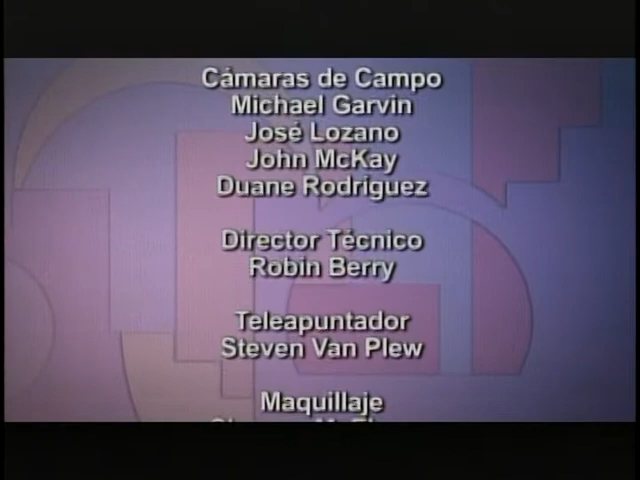 Cámaras de Campo
Michael Garvin
José Lozano
John McKay
Duane Rodriguez
Director Técnico
Robin Berry
Teleapuntador
Steven Van Plew
Maquillaje